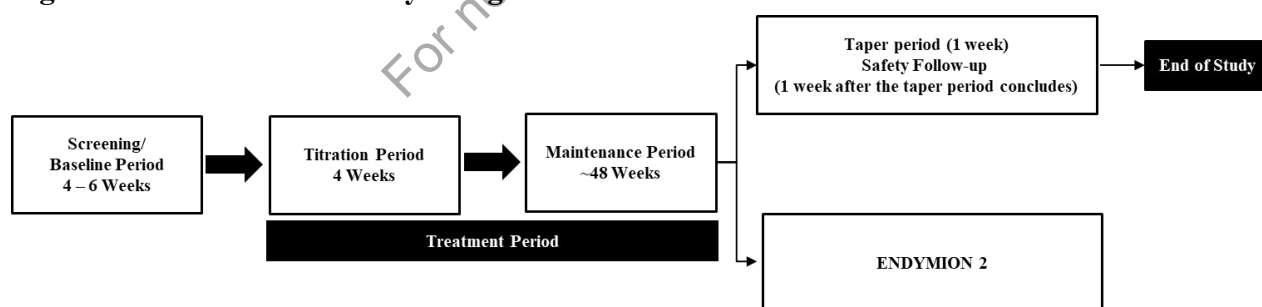 For n
Screening/
Baseline Period
4 – 6 Weeks
Titration Period
4 Weeks
Maintenance Period
~48 Weeks
Treatment Period
Taper period (1 week)
Safety Follow-up
(1 week after the taper period concludes)
End of Study
ENDYMION 2